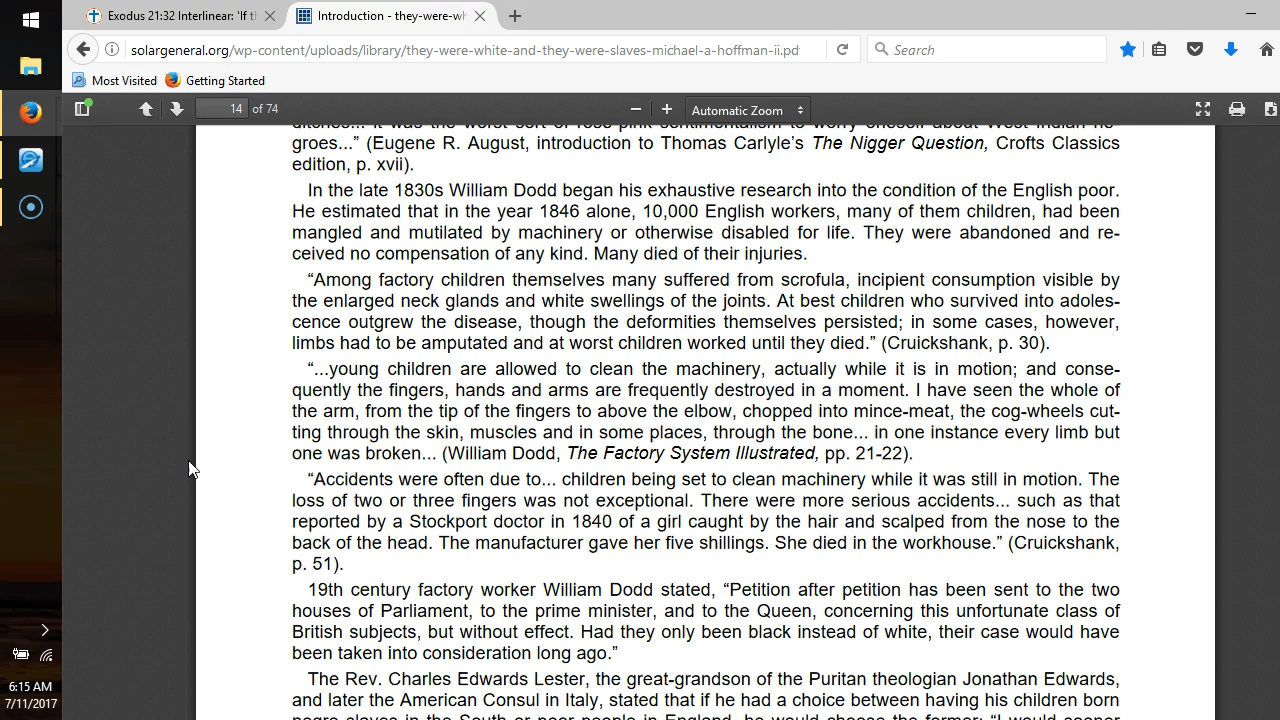 Exodus 21:32 Interlinear: 'If th
Introduction - they-were-wh
solargeneral.org/wp-content/uploads/library/they-were-white-and-they-were-slaves-michael-a-hoffman-ii.pd
Search
Most Visited
Getting Started
14 of 74
Automatic Zoom
groes...” (Eugene R. August, introduction to Thomas Carlyle’s The Nigger Question, Crofts Classics
edition, p. xvii).
In the late 1830s William Dodd began his exhaustive research into the condition of the English poor.
He estimated that in the year 1846 alone, 10,000 English workers, many of them children, had been
mangled and mutilated by machinery or otherwise disabled for life. They were abandoned and re-
ceived no compensation of any kind. Many died of their injuries.
“Among factory children themselves many suffered from scrofula, incipient consumption visible by
the enlarged neck glands and white swellings of the joints. At best children who survived into adoles-
cence outgrew the disease, though the deformities themselves persisted; in some cases, however,
limbs had to be amputated and at worst children worked until they died.” (Cruickshank, p. 30).
“...young children are allowed to clean the machinery, actually while it is in motion; and conse-
quently the fingers, hands and arms are frequently destroyed in a moment. I have seen the whole of
the arm, from the tip of the fingers to above the elbow, chopped into mince-meat, the cog-wheels cut-
ting through the skin, muscles and in some places, through the bone... in one instance every limb but
one was broken... (William Dodd, The Factory System Illustrated, pp. 21-22).
“Accidents were often due to... children being set to clean machinery while it was still in motion. The
loss of two or three fingers was not exceptional. There were more serious accidents... such as that
reported by a Stockport doctor in 1840 of a girl caught by the hair and scalped from the nose to the
back of the head. The manufacturer gave her five shillings. She died in the workhouse.” (Cruickshank,
p. 51).
19th century factory worker William Dodd stated, “Petition after petition has been sent to the two
houses of Parliament, to the prime minister, and to the Queen, concerning this unfortunate class of
British subjects, but without effect. Had they only been black instead of white, their case would have
been taken into consideration long ago.”
The Rev. Charles Edwards Lester, the great-grandson of the Puritan theologian Jonathan Edwards,
and later the American Consul in Italy, stated that if he had a choice between having his children born
negro slaves in the South or poor people in England, he would choose the former: “I would sooner
6:15 AM
7/11/2017